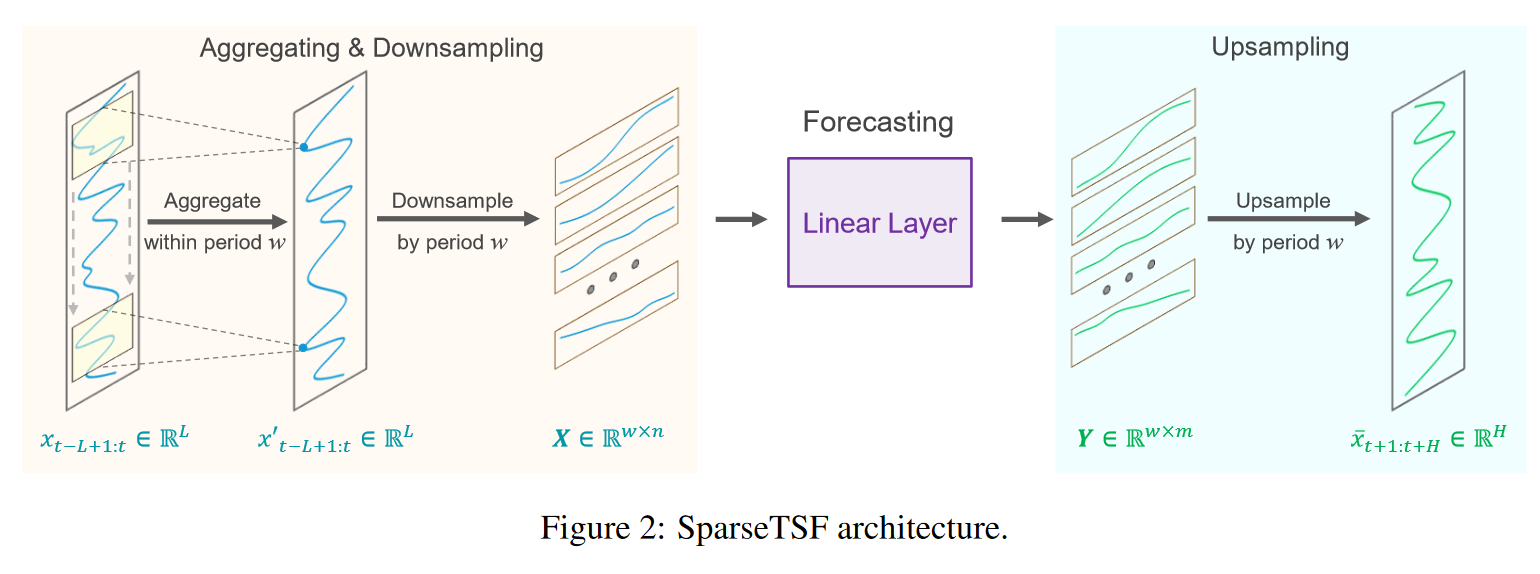 Aggregating & Downsampling
Upsampling
Forecasting
Aggregate
within period w
Downsample
by period w
Linear Layer
Upsample
by period w
x_{t−L+1:t} ∈ ℝ^L
x'_{t−L+1:t} ∈ ℝ^L
X ∈ ℝ^{w×n}
Y ∈ ℝ^{w×m}
x̄_{t+1:t+H} ∈ ℝ^H
Figure 2: SparseTSF architecture.